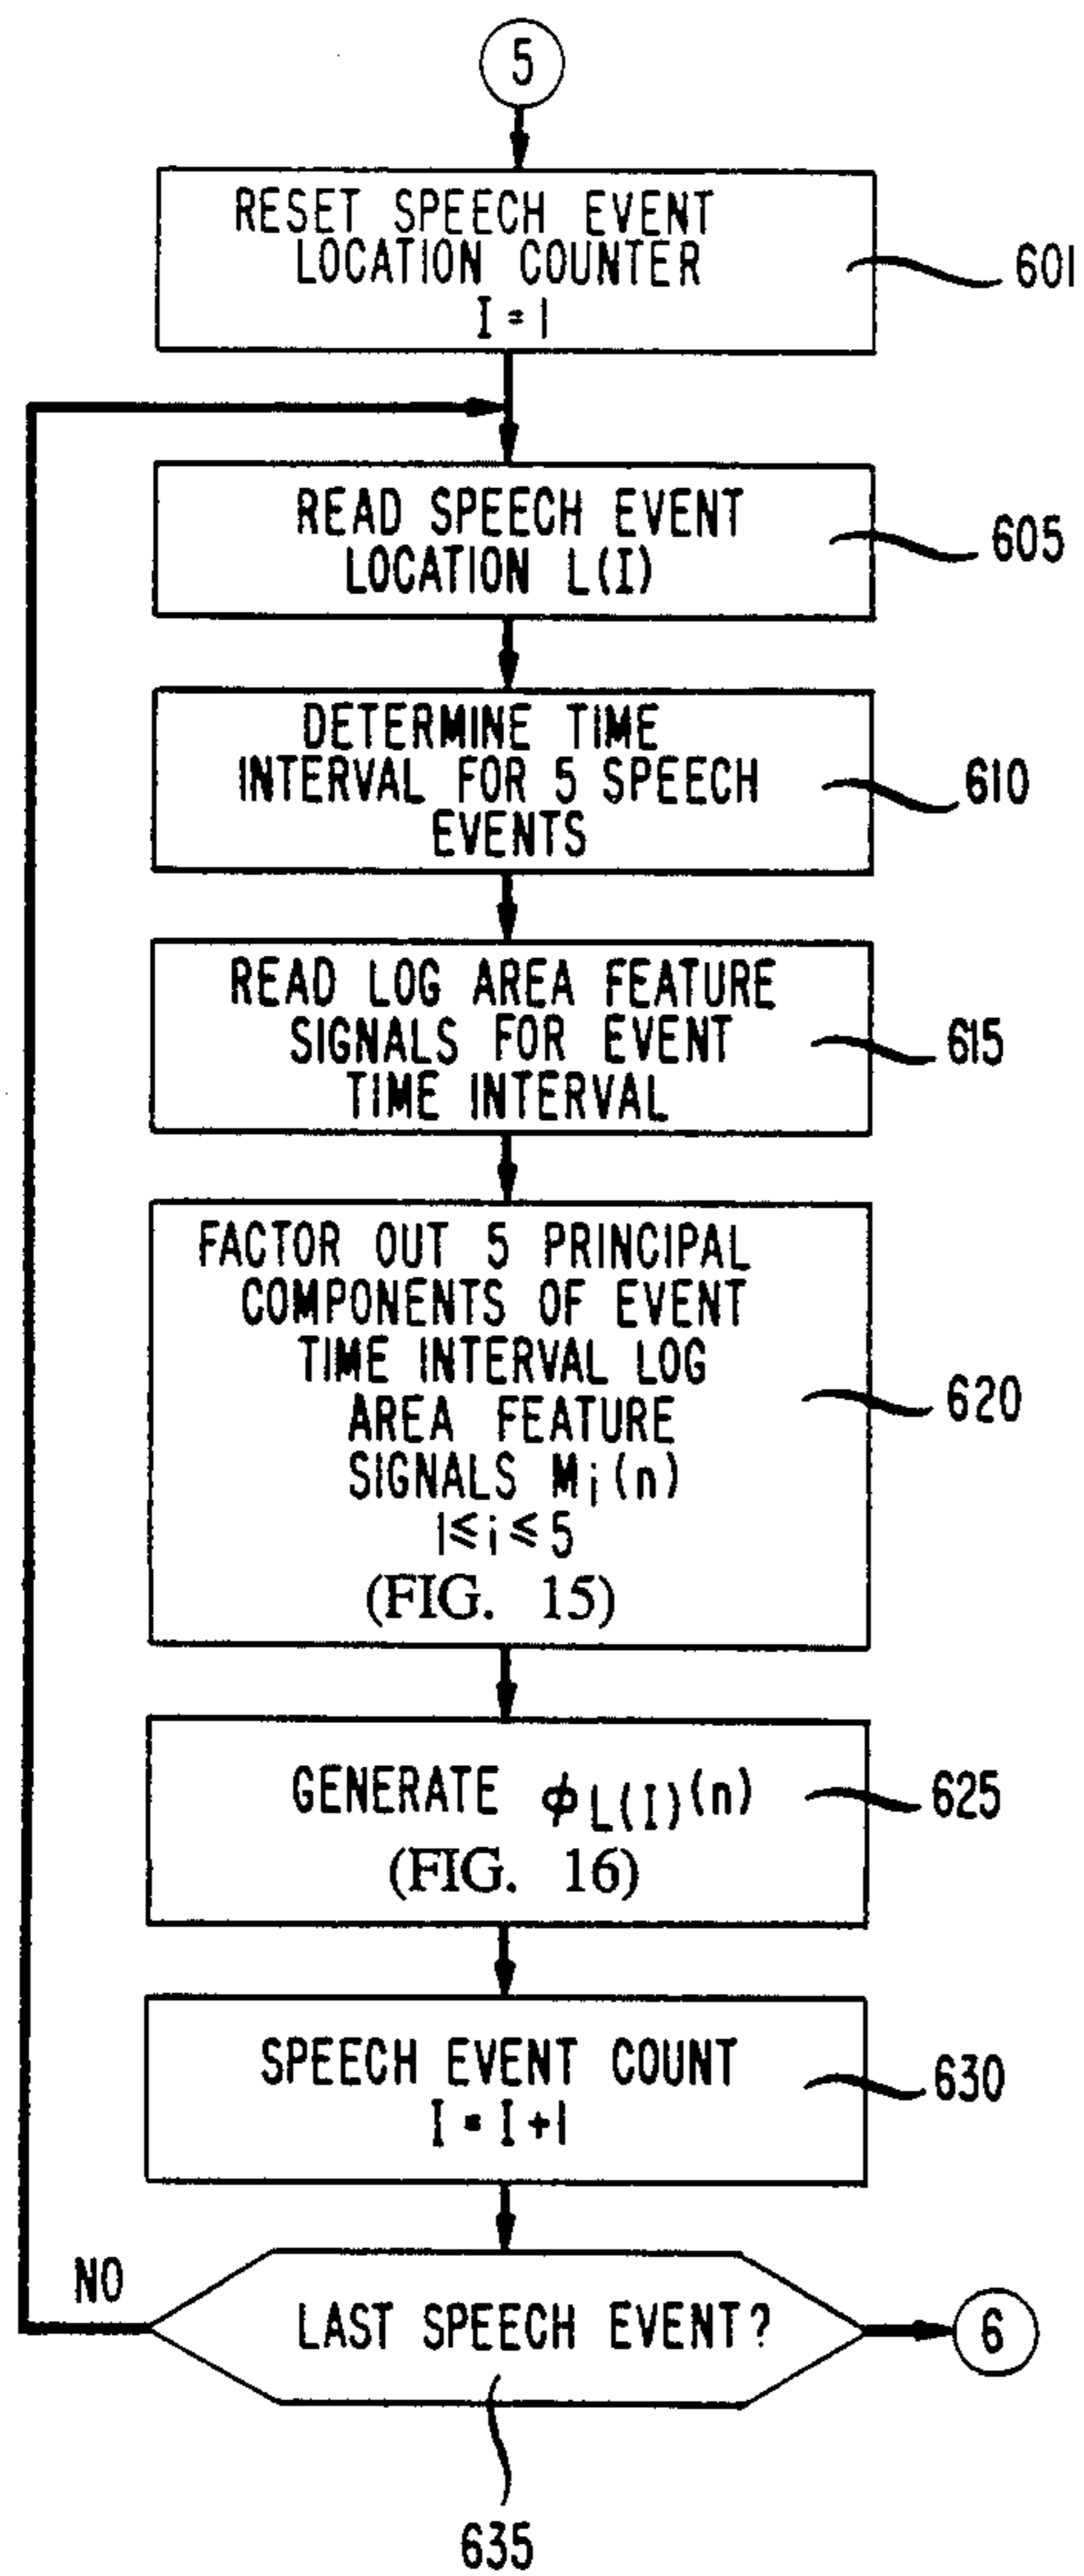 5
RESET SPEECH EVENT
LOCATION COUNTER
I = 1
601
READ SPEECH EVENT
LOCATION L(I)
605
DETERMINE TIME
INTERVAL FOR 5 SPEECH
EVENTS
610
READ LOG AREA FEATURE
SIGNALS FOR EVENT
TIME INTERVAL
615
FACTOR OUT 5 PRINCIPAL
COMPONENTS OF EVENT
TIME INTERVAL LOG
AREA FEATURE
SIGNALS Mi(n)
1≤i≤5
(FIG. 15)
620
GENERATE ϕL(I)(n)
(FIG. 16)
625
SPEECH EVENT COUNT
I = I+1
630
NO
LAST SPEECH EVENT?
6
635